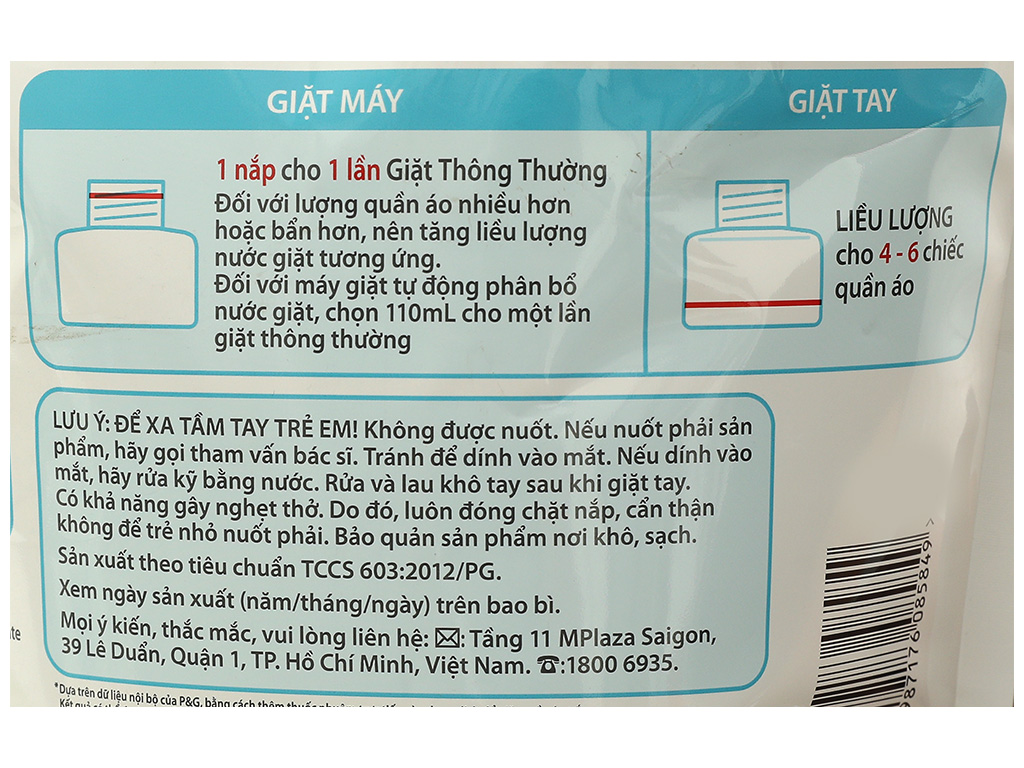 GIẶT MÁY
GIẶT TAY
1 nắp cho 1 lần Giặt Thông Thường
Đối với lượng quần áo nhiều hơn
hoặc bẩn hơn, nên tăng liều lượng
nước giặt tương ứng.
Đối với máy giặt tự động phân bổ
nước giặt, chọn 110mL cho một lần
giặt thông thường
LIỀU LƯỢNG
cho 4 - 6 chiếc
quần áo
LƯU Ý: ĐỂ XA TẦM TAY TRẺ EM! Không được nuốt. Nếu nuốt phải sản
phẩm, hãy gọi tham vấn bác sĩ. Tránh để dính vào mắt. Nếu dính vào
mắt, hãy rửa kỹ bằng nước. Rửa và lau khô tay sau khi giặt tay.
Có khả năng gây nghẹt thở. Do đó, luôn đóng chặt nắp, cẩn thận
không để trẻ nhỏ nuốt phải. Bảo quản sản phẩm nơi khô, sạch.
Sản xuất theo tiêu chuẩn TCCS 603:2012/PG.
Xem ngày sản xuất (năm/tháng/ngày) trên bao bì.
Mọi ý kiến, thắc mắc, vui lòng liên hệ: ✉: Tầng 11 MPlaza Saigon,
39 Lê Duẩn, Quận 1, TP. Hồ Chí Minh, Việt Nam. ☎:1800 6935.
*Dựa trên dữ liệu nội bộ của P&G, bằng cách thêm thuốc
987176 085849 >